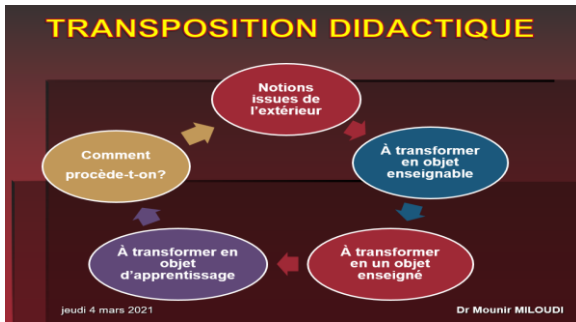 TRANSPOSITION DIDACTIQUE
Notions
issues de
l'extérieur
À transformer
en objet
enseignable
À transformer
en un objet
enseigné
À transformer en
objet
d'apprentissage
Comment
procède-t-on?
jeudi 4 mars 2021
Dr Mounir MILOUDI